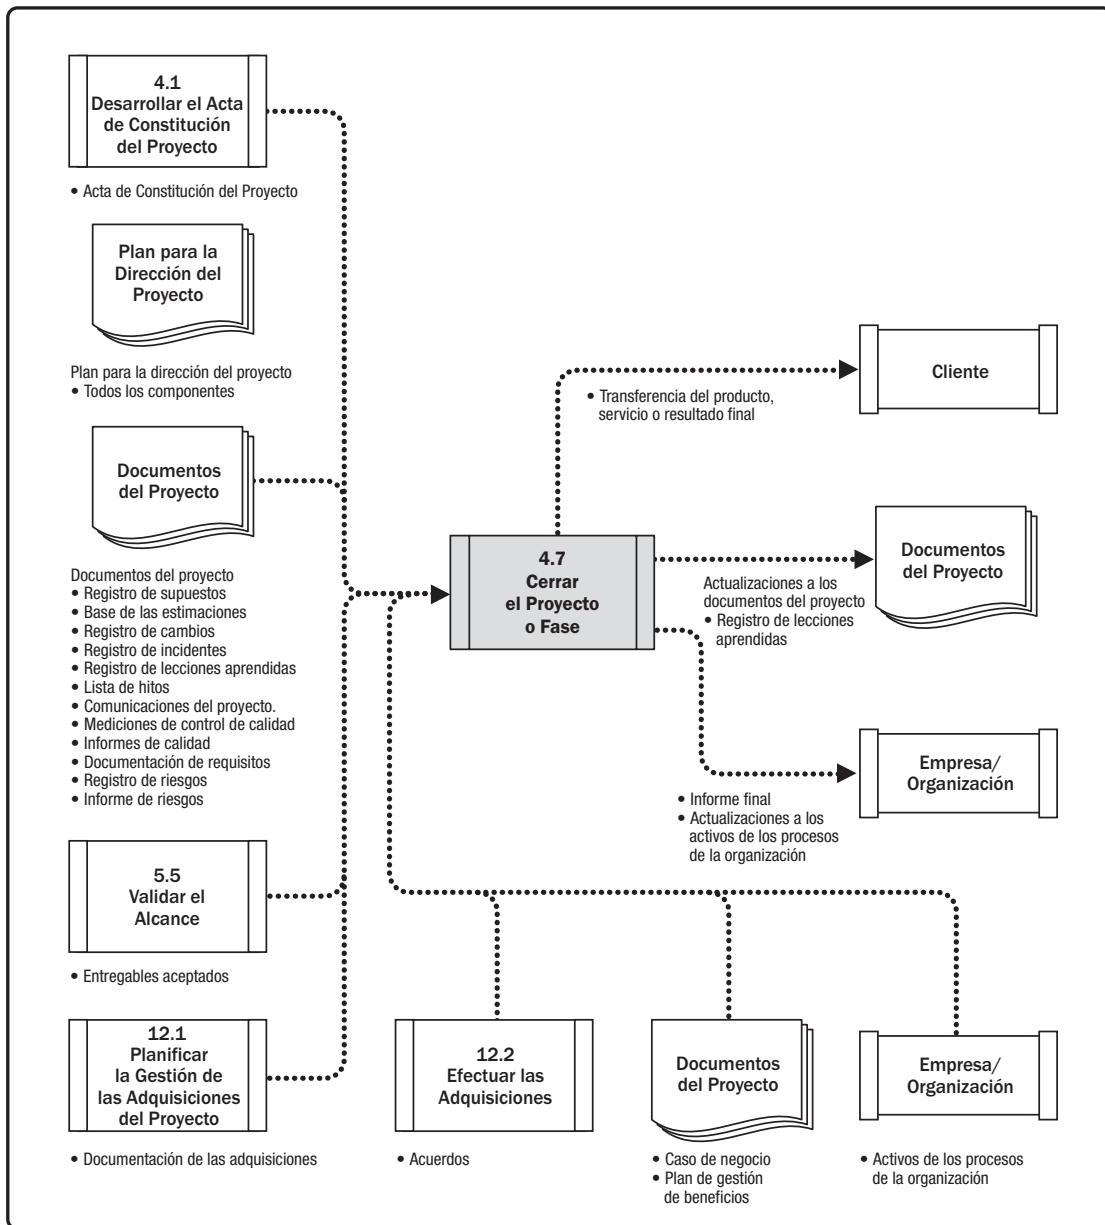 4.1
Desarrollar el Acta
de Constitución
del Proyecto
• Acta de Constitución del Proyecto
Plan para la
Dirección del
Proyecto
Plan para la dirección del proyecto
• Todos los componentes
Documentos
del Proyecto
Documentos del proyecto
• Registro de supuestos
• Base de las estimaciones
• Registro de cambios
• Registro de incidentes
• Registro de lecciones aprendidas
• Lista de hitos
• Comunicaciones del proyecto.
• Mediciones de control de calidad
• Informes de calidad
• Documentación de requisitos
• Registro de riesgos
• Informe de riesgos
5.5
Validar el
Alcance
• Entregables aceptados
12.1
Planificar
la Gestión de
las Adquisiciones
del Proyecto
• Documentación de las adquisiciones
4.7
Cerrar
el Proyecto
o Fase
• Transferencia del producto,
servicio o resultado final
Cliente
Actualizaciones a los
documentos del proyecto
• Registro de lecciones
aprendidas
Documentos
del Proyecto
• Informe final
• Actualizaciones a los
activos de los procesos
de la organización
Empresa/
Organización
12.2
Efectuar las
Adquisiciones
• Acuerdos
Documentos
del Proyecto
• Caso de negocio
• Plan de gestión
de beneficios
Empresa/
Organización
• Activos de los procesos
de la organización